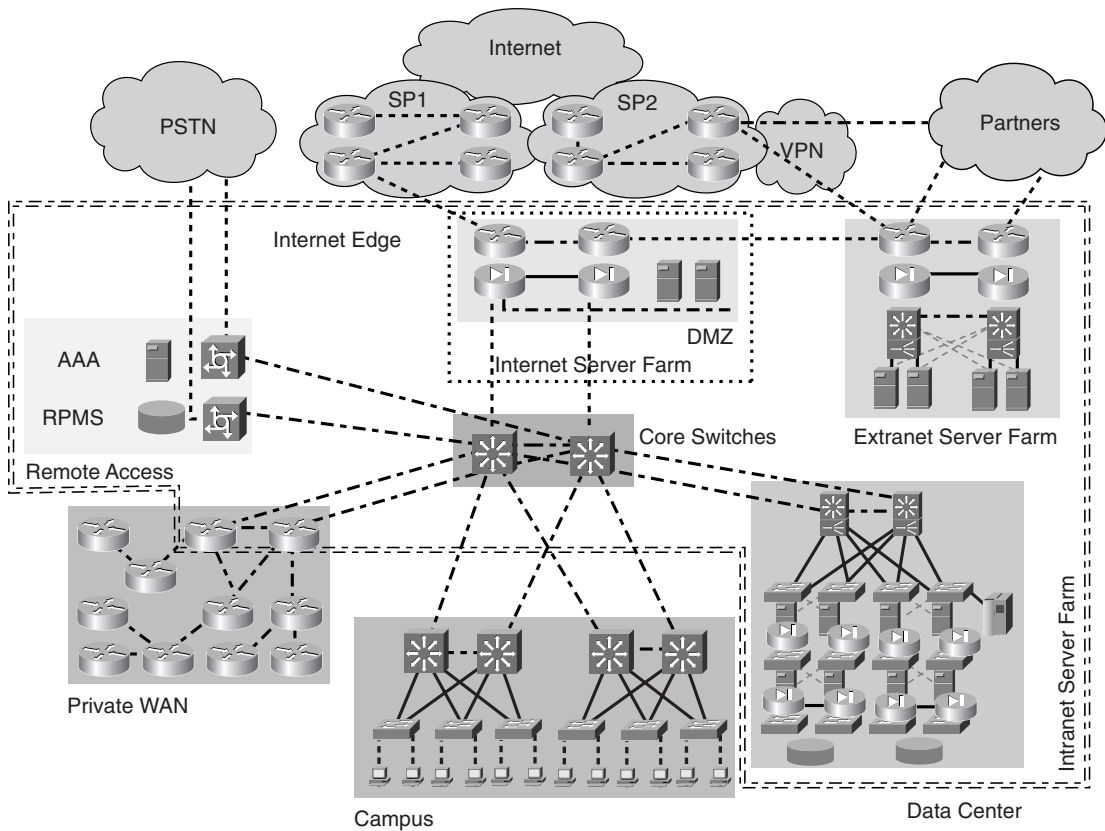 Internet
SP1
SP2
PSTN
VPN
Partners
Internet Edge
DMZ
Internet Server Farm
AAA
RPMS
Remote Access
Core Switches
Extranet Server Farm
Private WAN
Intranet Server Farm
Campus
Data Center